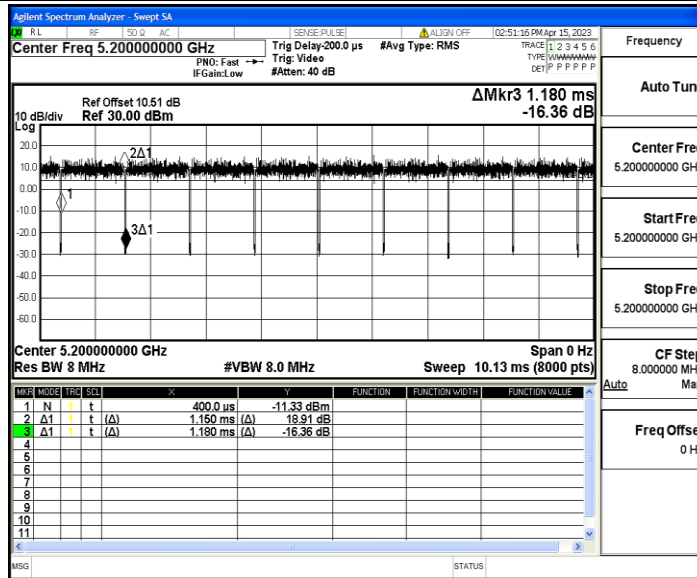 Agilent Spectrum Analyzer - Swept SA
RL RF 50 Ω AC SENSE:PULSE ALIGN OFF 02:51:16 PM Apr 15, 2023
Center Freq 5.200000000 GHz
PNO: Fast
IFGain:Low
Trig Delay-200.0 µs
Trig: Video
#Atten: 40 dB
#Avg Type: RMS
TRACE 1 2 3 4 5 6
TYPE
DET P P P P P P
ΔMkr3 1.180 ms
-16.36 dB
Ref Offset 10.51 dB
10 dB/div Ref 30.00 dBm
Log
20.0
10.0
0.00
-10.0
-20.0
-30.0
-40.0
-50.0
-60.0
2Δ1
1
3Δ1
Center 5.200000000 GHz Span 0 Hz
Res BW 8 MHz #VBW 8.0 MHz Sweep 10.13 ms (8000 pts)
MKR MODE TRC SCL X Y FUNCTION FUNCTION WIDTH FUNCTION VALUE
1 N 1 t 400.0 µs -11.33 dBm
2 Δ1 1 t (Δ) 1.150 ms (Δ) 18.91 dB
3 Δ1 1 t (Δ) 1.180 ms (Δ) -16.36 dB
4
5
6
7
8
9
10
11
MSG STATUS
Frequency
Auto Tun
Center Fre
5.200000000 GH
Start Fre
5.200000000 GH
Stop Fre
5.200000000 GH
CF Step
8.000000 MH
Auto Ma
Freq Offse
0 H